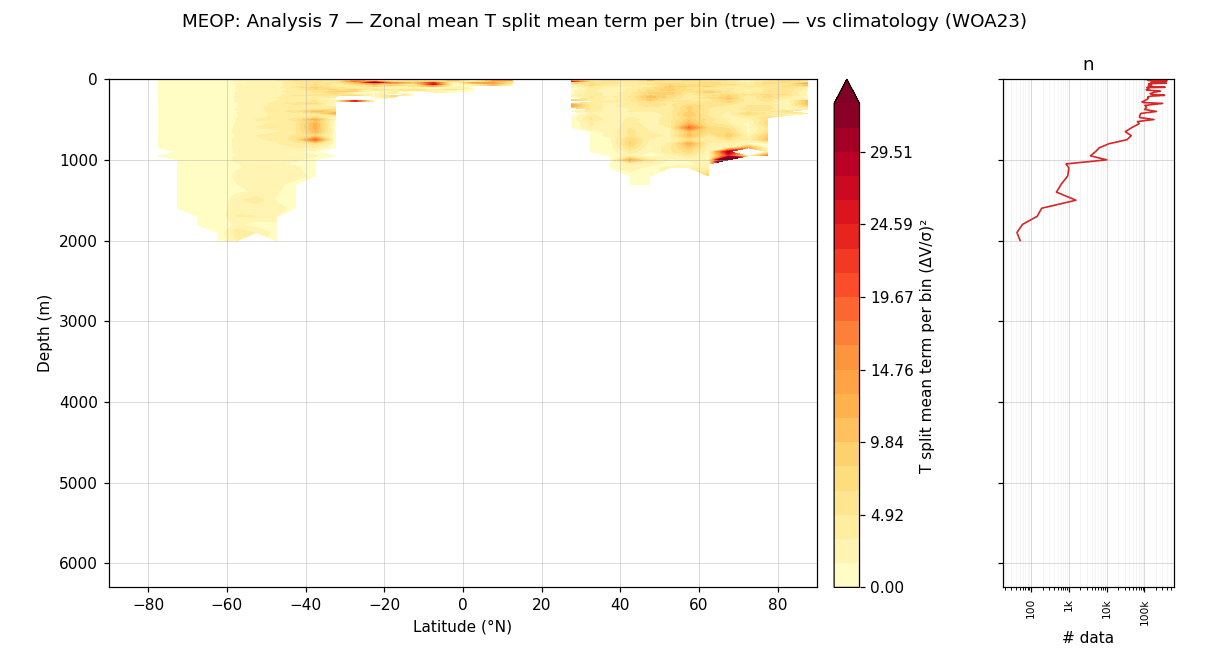 MEOP: Analysis 7 — Zonal mean T split mean term per bin (true) — vs climatology (WOA23)
n
0
1000
2000
3000
4000
5000
6000
Depth (m)
−80
−60
−40
−20
0
20
40
60
80
Latitude (°N)
29.51
24.59
19.67
14.76
9.84
4.92
0.00
T split mean term per bin (ΔV/σ)²
100
1k
10k
100k
# data